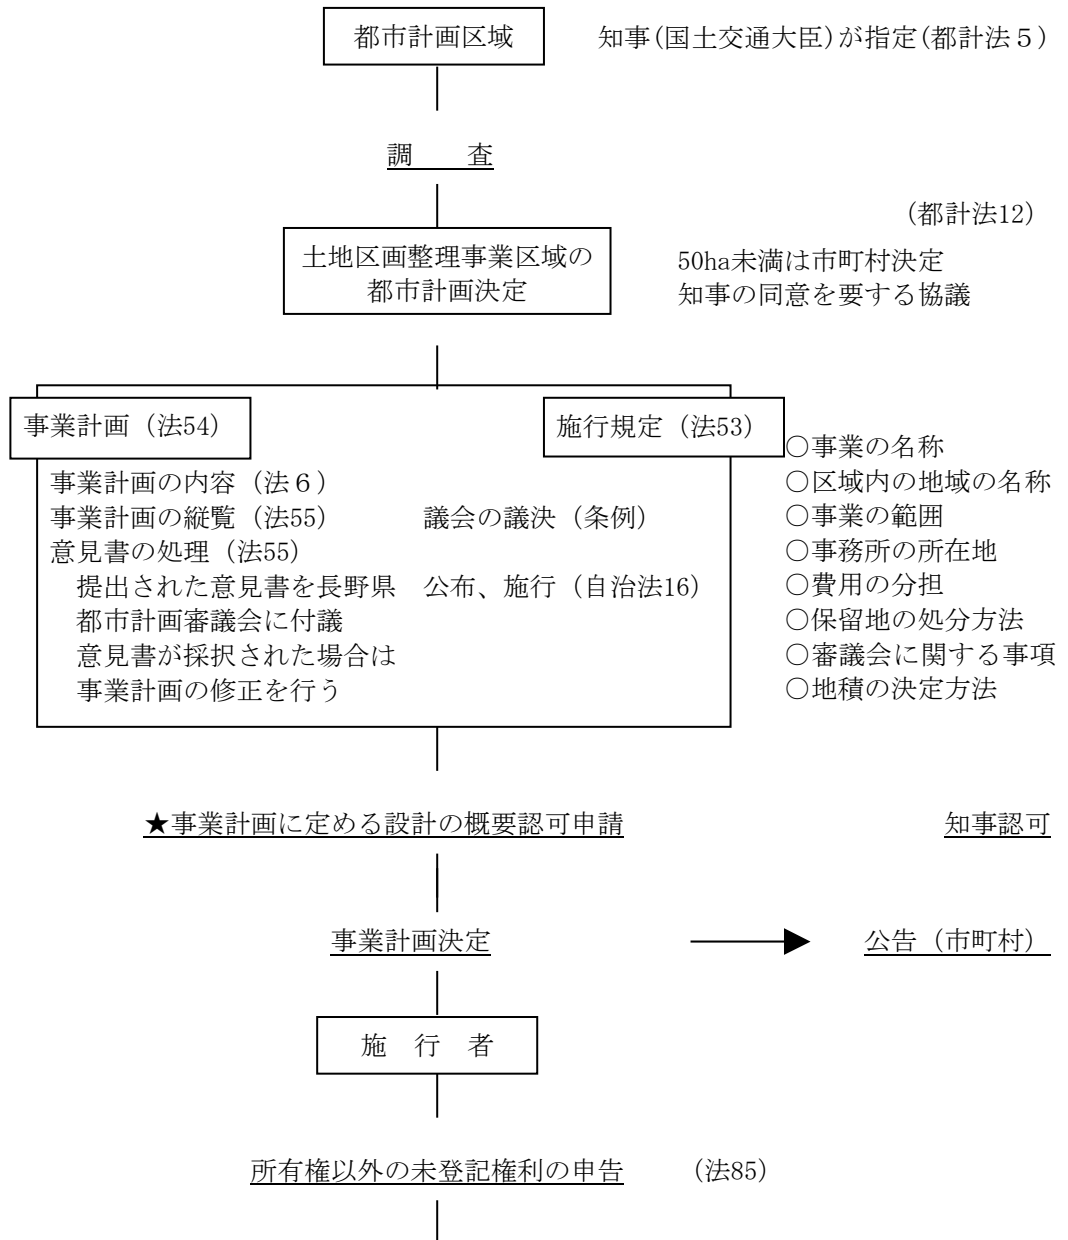 都市計画区域　知事(国土交通大臣)が指定(都計法５)
調　　査
(都計法12)
土地区画整理事業区域の
都市計画決定
50ha未満は市町村決定
知事の同意を要する協議
事業計画（法54）
事業計画の内容（法６）
事業計画の縦覧（法55）
意見書の処理（法55）
提出された意見書を長野県
都市計画審議会に付議
意見書が採択された場合は
事業計画の修正を行う
施行規定（法53）
議会の議決（条例）
公布、施行（自治法16）
○事業の名称
○区域内の地域の名称
○事業の範囲
○事務所の所在地
○費用の分担
○保留地の処分方法
○審議会に関する事項
○地積の決定方法
★事業計画に定める設計の概要認可申請　知事認可
事業計画決定　公告（市町村）
施　行　者
所有権以外の未登記権利の申告　(法85)